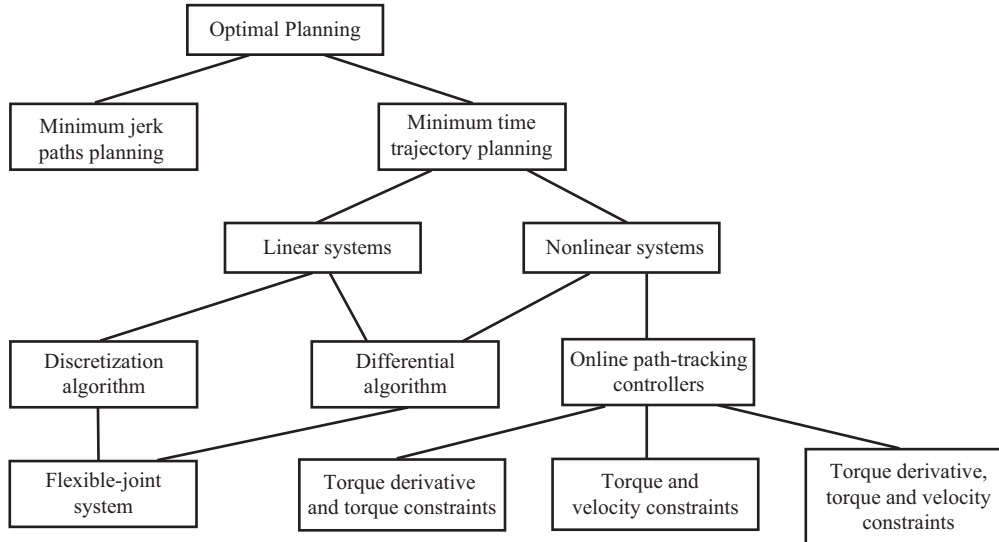 Optimal Planning
Minimum jerk
paths planning
Minimum time
trajectory planning
Linear systems
Nonlinear systems
Discretization
algorithm
Differential
algorithm
Online path-tracking
controllers
Flexible-joint
system
Torque derivative
and torque constraints
Torque and
velocity constraints
Torque derivative,
torque and velocity
constraints